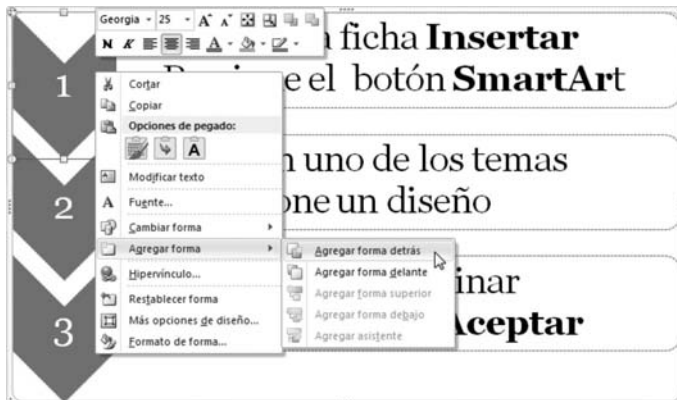 Georgia 25 A A
N K A
ficha Insertar
1
e el botón SmartArt
Cortar
Copiar
Opciones de pegado:
A
uno de los temas
Modificar texto
2
one un diseño
A Fuente...
Cambiar forma
Agregar forma
Agregar forma detrás
Hipervínculo...
Agregar forma delante
inar
Restablecer forma
Agregar forma superior
Más opciones de diseño...
Agregar forma debajo
3
Aceptar
Formato de forma...
Agregar asistente